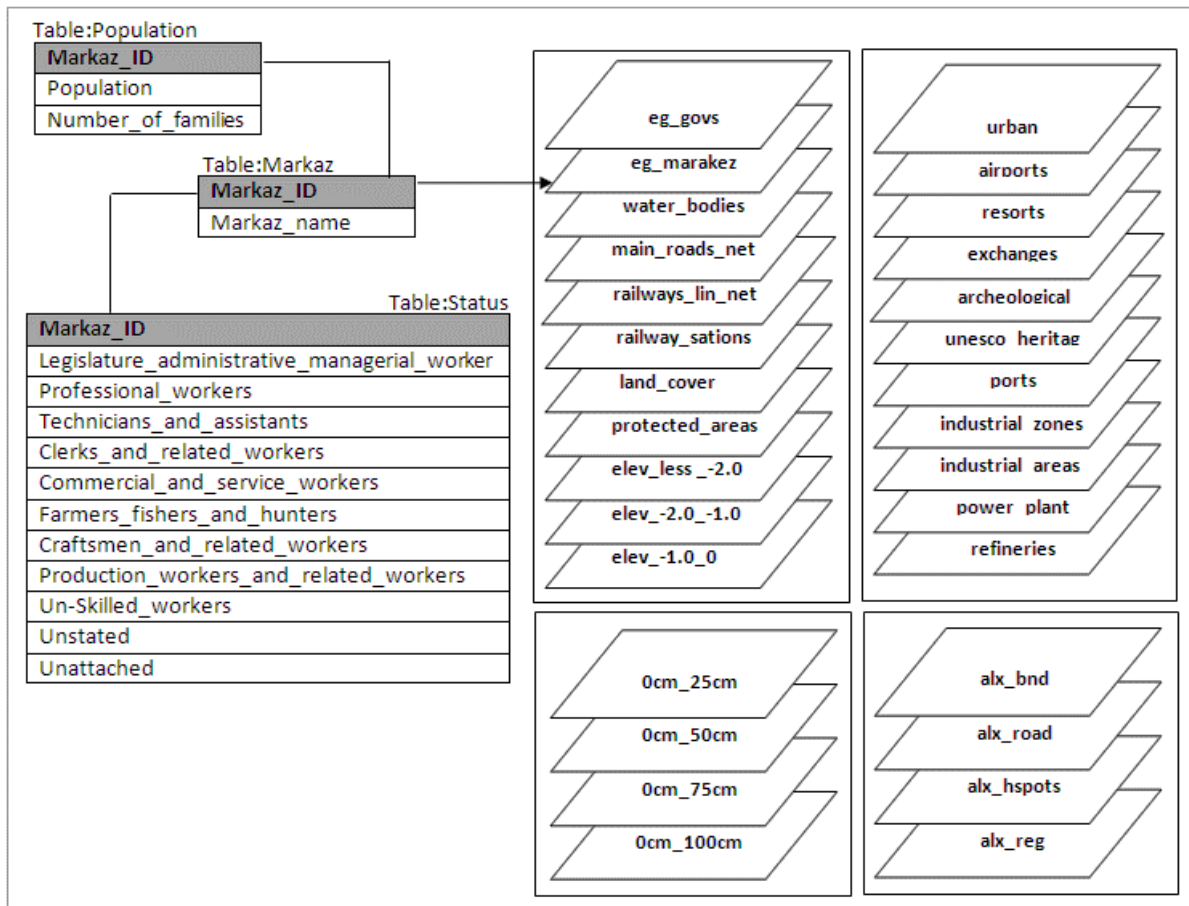 Table:Population
Markaz_ID
Population
Number_of_families
Table:Markaz
Markaz_ID
Markaz_name
Table:Status
Markaz_ID
Legislature_administrative_managerial_worker
Professional_workers
Technicians_and_assistants
Clerks_and_related_workers
Commercial_and_service_workers
Farmers_fishers_and_hunters
Craftsmen_and_related_workers
Production_workers_and_related_workers
Un-Skilled_workers
Unstated
Unattached
eg_govs
eg_marakez
water_bodies
main_roads_net
railways_lin_net
railway_sations
land_cover
protected_areas
elev_less_-2.0
elev_-2.0_-1.0
elev_-1.0_0
urban
airports
resorts
exchanges
archeological
unesco_heritag
ports
industrial_zones
industrial_areas
power_plant
refineries
0cm_25cm
0cm_50cm
0cm_75cm
0cm_100cm
alx_bnd
alx_road
alx_hspots
alx_reg